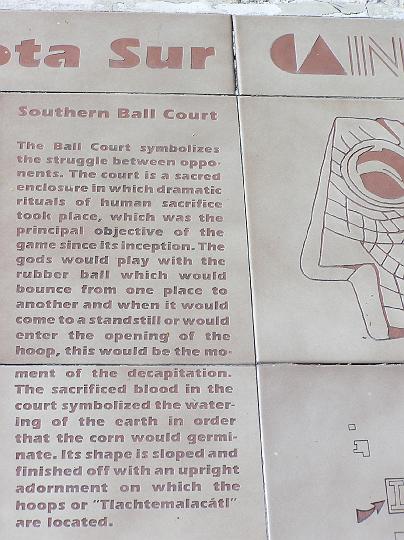 ota Sur
Southern Ball Court
The Ball Court symbolizes
the struggle between oppo-
nents. The court is a sacred
enclosure in which dramatic
rituals of human sacrifice
took place, which was the
principal objective of the
game since its inception. The
gods would play with the
rubber ball which would
bounce from one place to
another and when it would
come to a standstill or would
enter the opening of the
hoop, this would be the mo-
ment of the decapitation.
The sacrificed blood in the
court symbolized the water-
ing of the earth in order
that the corn would germi-
nate. Its shape is sloped and
finished off with an upright
adornment on which the
hoops or "Tlachtemalacátl"
are located.